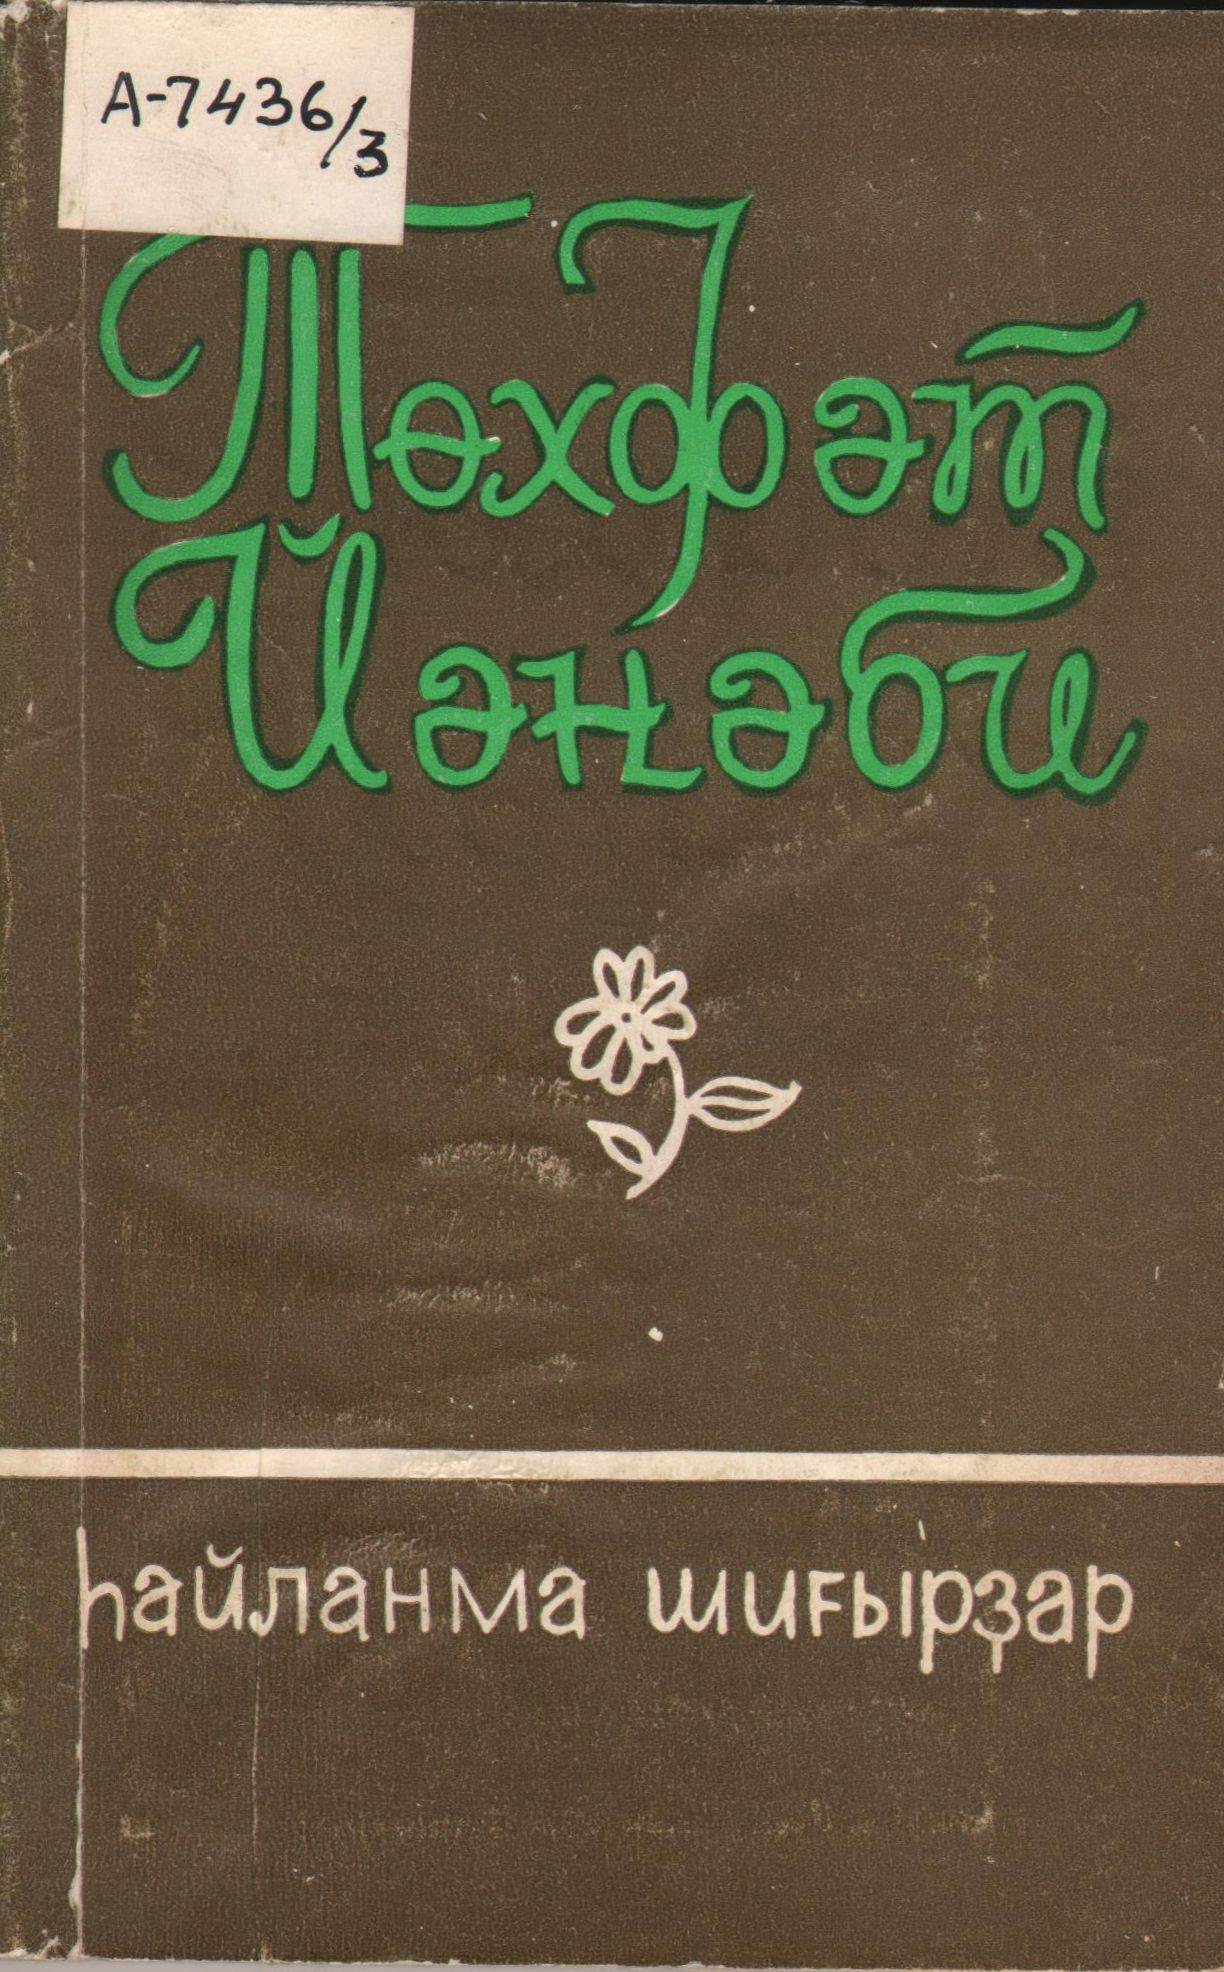 А-7436/3
Төхфәт
Йәнәби
һайланма шиғырҙар